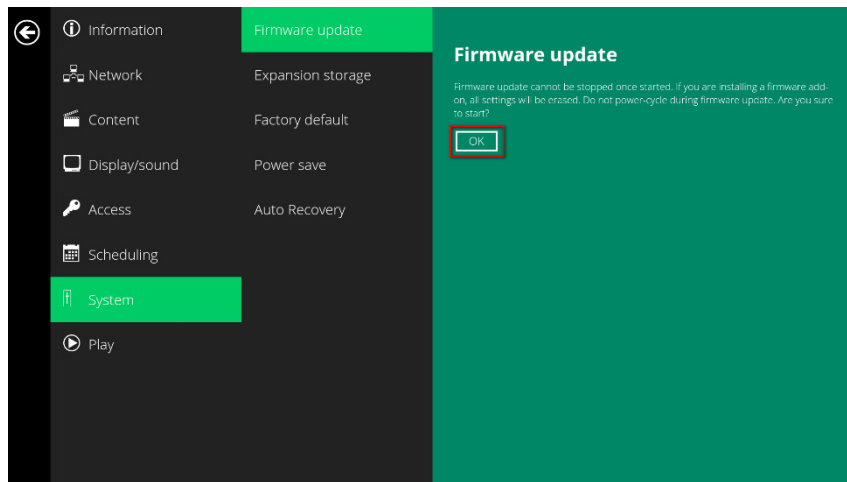 Information
Network
Content
Display/sound
Access
Scheduling
System
Play
Firmware update
Expansion storage
Factory default
Power save
Auto Recovery
Firmware update
Firmware update cannot be stopped once started. If you are installing a firmware add-
on, all settings will be erased. Do not power-cycle during firmware update. Are you sure
to start?
OK